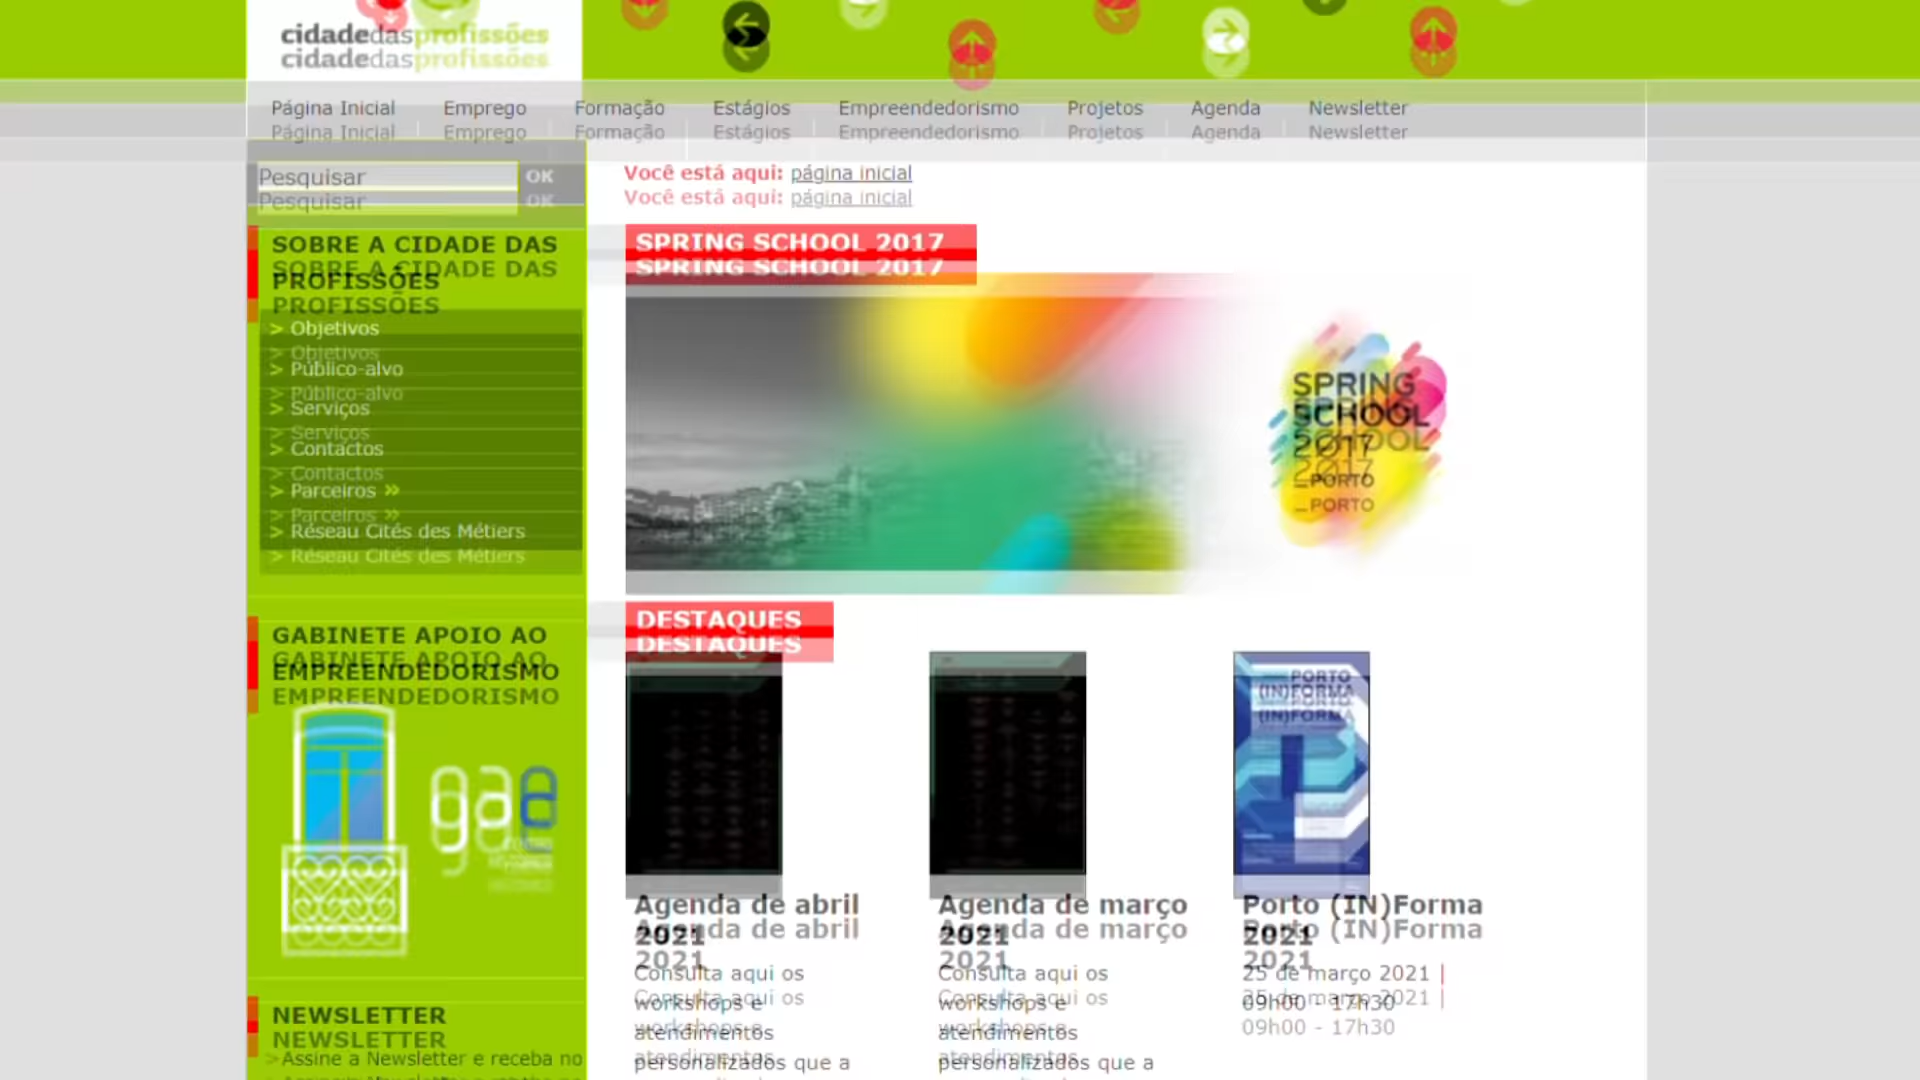 cidadedasprofissões
Página Inicial Emprego Formação Estágios Empreendedorismo Projetos Agenda Newsletter
Pesquisar OK
Você está aqui: página inicial
SOBRE A CIDADE DAS
PROFISSÕES
> Objetivos
> Público-alvo
> Serviços
> Contactos
> Parceiros »
> Réseau Cités des Métiers
GABINETE APOIO AO
EMPREENDEDORISMO
gae
NEWSLETTER
> Assine a Newsletter e receba no
SPRING SCHOOL 2017
SPRING
SCHOOL
2017
_PORTO
DESTAQUES
PORTO
(IN)FORMA
Agenda de abril
2021
Consulta aqui os
workshops e
atendimentos
personalizados que a
Agenda de março
2021
Consulta aqui os
workshops e
atendimentos
personalizados que a
Porto (IN)Forma
2021
25 de março 2021 |
09h00 - 17h30